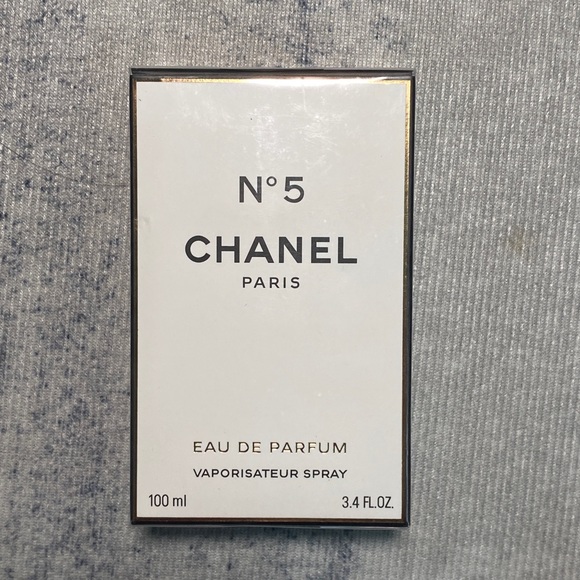 N°5
CHANEL
PARIS
EAU DE PARFUM
VAPORISATEUR SPRAY
100 ml 3.4 FL.OZ.